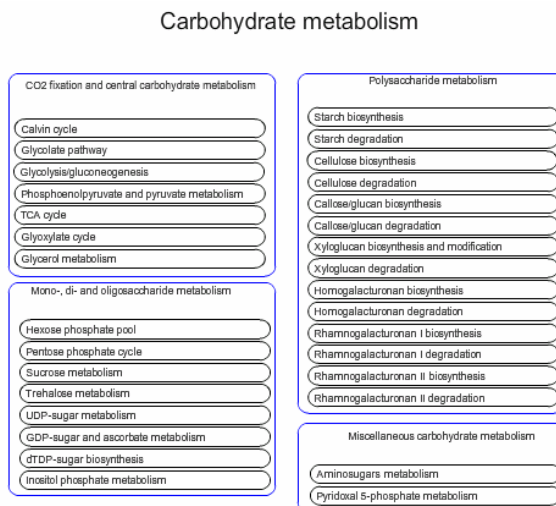 Carbohydrate metabolism
CO2 fixation and central carbohydrate metabolism
Calvin cycle
Glycolate pathway
Glycolysis/gluconeogenesis
Phosphoenolpyruvate and pyruvate metabolism
TCA cycle
Glyoxylate cycle
Glycerol metabolism
Mono-, di- and oligosaccharide metabolism
Hexose phosphate pool
Pentose phosphate cycle
Sucrose metabolism
Trehalose metabolism
UDP-sugar metabolism
GDP-sugar and ascorbate metabolism
dTDP-sugar biosynthesis
Inositol phosphate metabolism
Polysaccharide metabolism
Starch biosynthesis
Starch degradation
Cellulose biosynthesis
Cellulose degradation
Callose/glucan biosynthesis
Callose/glucan degradation
Xyloglucan biosynthesis and modification
Xyloglucan degradation
Homogalacturonan biosynthesis
Homogalacturonan degradation
Rhamnogalacturonan I biosynthesis
Rhamnogalacturonan I degradation
Rhamnogalacturonan II biosynthesis
Rhamnogalacturonan II degradation
Miscellaneous carbohydrate metabolism
Aminosugars metabolism
Pyridoxal 5-phosphate metabolism